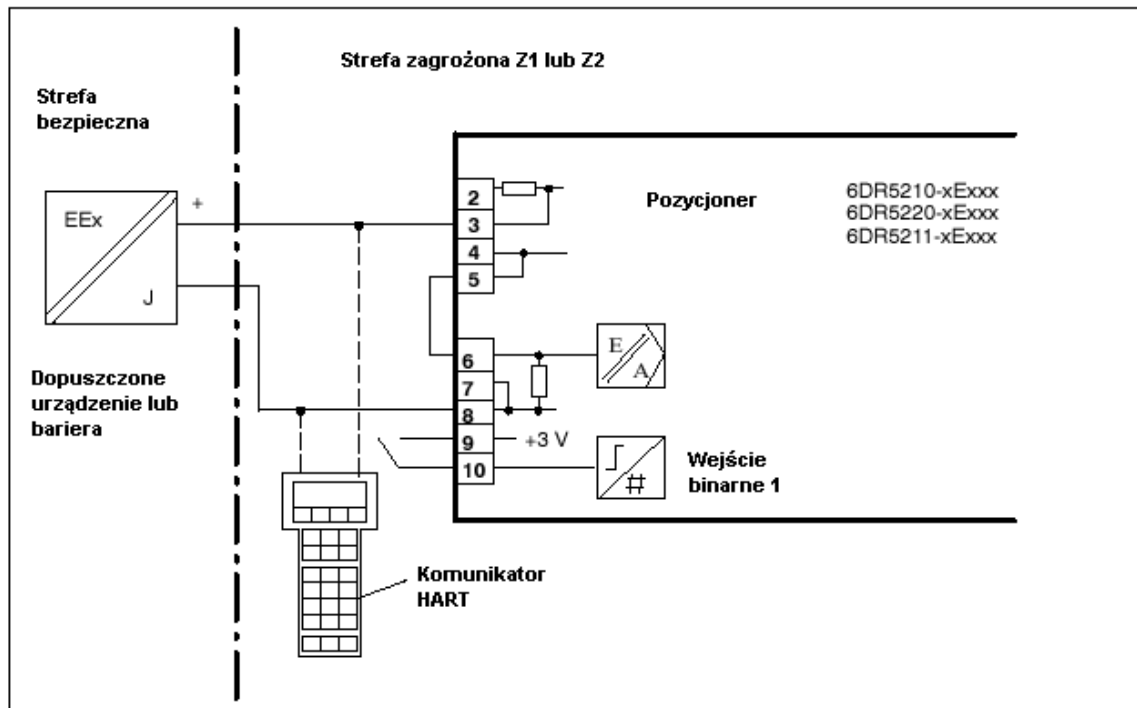 Strefa zagrożona Z1 lub Z2
Strefa
bezpieczna
EEx
+
J
Dopuszczone
urządzenie lub
bariera
2
3
4
5
6
7
8
9
10
Pozycjoner
6DR5210-xExxx
6DR5220-xExxx
6DR5211-xExxx
E
A
+3 V
Wejście
binarne 1
#
Komunikator
HART